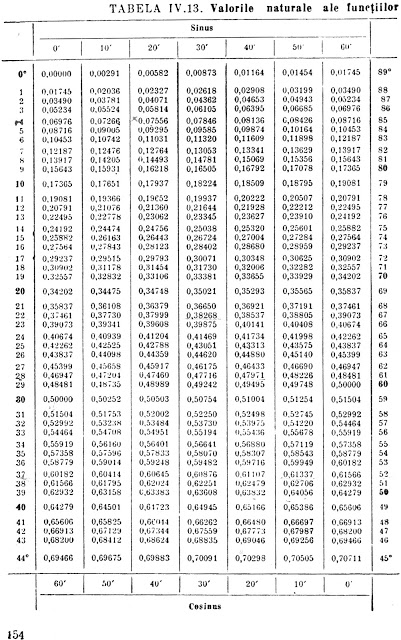 TABELA IV.13. Valorile naturale ale funcțiilor
Sinus
0′ 10′ 20′ 30′ 40′ 50′ 60′
0° 0,00000 0,00291 0,00582 0,00873 0,01164 0,01454 0,01745 89°
1 0,01745 0,02036 0,02327 0,02618 0,02908 0,03199 0,03490 88
2 0,03490 0,03781 0,04071 0,04362 0,04653 0,04943 0,05234 87
3 0,05234 0,05524 0,05814 0,06105 0,06395 0,06685 0,06976 86
4 0,06976 0,07266 0,07556 0,07846 0,08136 0,08426 0,08716 85
5 0,08716 0,09005 0,09295 0,09585 0,09874 0,10164 0,10453 84
6 0,10453 0,10742 0,11031 0,11320 0,11609 0,11898 0,12187 83
7 0,12187 0,12476 0,12764 0,13053 0,13341 0,13629 0,13917 82
8 0,13917 0,14205 0,14493 0,14781 0,15069 0,15356 0,15643 81
9 0,15643 0,15931 0,16218 0,16505 0,16792 0,17078 0,17365 80
10 0,17365 0,17651 0,17937 0,18224 0,18509 0,18795 0,19081 79
11 0,19081 0,19366 0,19652 0,19937 0,20222 0,20507 0,20791 78
12 0,20791 0,21076 0,21360 0,21644 0,21928 0,22212 0,22495 77
13 0,22495 0,22778 0,23062 0,23345 0,23627 0,23910 0,24192 76
14 0,24192 0,24474 0,24756 0,25038 0,25320 0,25601 0,25882 75
15 0,25882 0,26163 0,26443 0,26724 0,27004 0,27284 0,27564 74
16 0,27564 0,27843 0,28123 0,28402 0,28680 0,28959 0,29237 73
17 0,29237 0,29515 0,29793 0,30071 0,30348 0,30625 0,30902 72
18 0,30902 0,31178 0,31454 0,31730 0,32006 0,32282 0,32557 71
19 0,32557 0,32832 0,33106 0,33381 0,33655 0,33929 0,34202 70
20 0,34202 0,34475 0,34748 0,35021 0,35293 0,35565 0,35837 69
21 0,35837 0,36108 0,36379 0,36650 0,36921 0,37191 0,37461 68
22 0,37461 0,37730 0,37999 0,38268 0,38537 0,38805 0,39073 67
23 0,39073 0,39341 0,39608 0,39875 0,40141 0,40408 0,40674 66
24 0,40674 0,40939 0,41204 0,41469 0,41734 0,41998 0,42262 65
25 0,42262 0,42525 0,42788 0,43051 0,43313 0,43575 0,43837 64
26 0,43837 0,44098 0,44359 0,44620 0,44880 0,45140 0,45399 63
27 0,45399 0,45658 0,45917 0,46175 0,46433 0,46690 0,46947 62
28 0,46947 0,47204 0,47460 0,47716 0,47971 0,48226 0,48481 61
29 0,48481 0,48735 0,48989 0,49242 0,49495 0,49748 0,50000 60
30 0,50000 0,50252 0,50503 0,50754 0,51004 0,51254 0,51504 59
31 0,51504 0,51753 0,52002 0,52250 0,52498 0,52745 0,52992 58
32 0,52992 0,53238 0,53484 0,53730 0,53975 0,54220 0,54464 57
33 0,54464 0,54708 0,54951 0,55194 0,55436 0,55678 0,55919 56
34 0,55919 0,56160 0,56401 0,56641 0,56880 0,57119 0,57358 55
35 0,57358 0,57596 0,57833 0,58070 0,58307 0,58543 0,58779 54
36 0,58779 0,59014 0,59248 0,59482 0,59716 0,59949 0,60182 53
37 0,60182 0,60414 0,60645 0,60876 0,61107 0,61337 0,61566 52
38 0,61566 0,61795 0,62024 0,62251 0,62479 0,62706 0,62932 51
39 0,62932 0,63158 0,63383 0,63608 0,63832 0,64056 0,64279 50
40 0,64279 0,64501 0,61723 0,64945 0,65166 0,65386 0,65606 49
41 0,65606 0,65825 0,66044 0,66262 0,66480 0,66697 0,66913 48
42 0,66913 0,67129 0,67344 0,67559 0,67773 0,67987 0,68200 47
43 0,68200 0,68412 0,68624 0,68835 0,69046 0,69256 0,69466 46
44° 0,69466 0,69675 0,69883 0,70091 0,70298 0,70505 0,70711 45°
60′ 50′ 40′ 30′ 20′ 10′ 0′
Cosinus
154